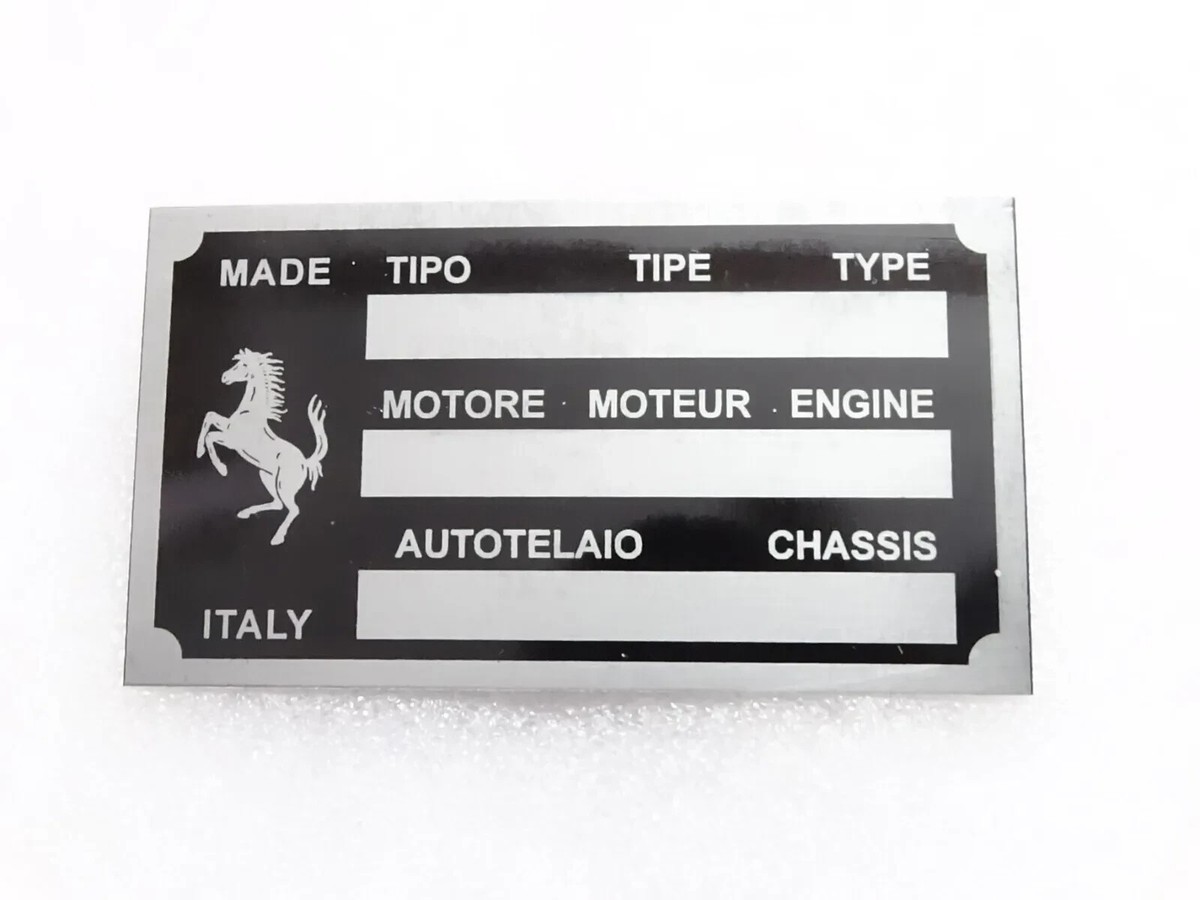 MADE TIPO TIPE TYPE
MOTORE MOTEUR ENGINE
AUTOTELAIO CHASSIS
ITALY